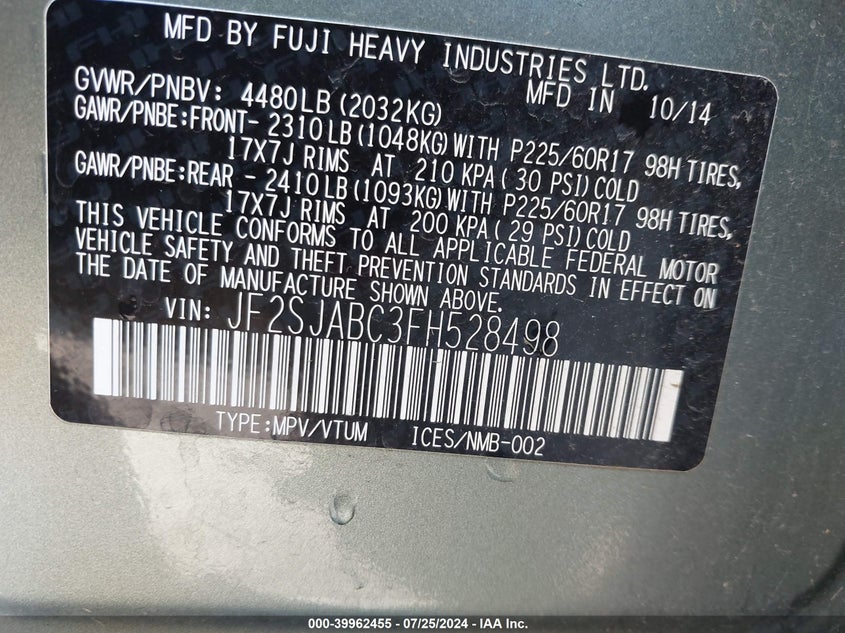 MFD BY FUJI HEAVY INDUSTRIES LTD.
MFD IN 10/14
GVWR/PNBV: 4480LB(2032KG)
GAWR/PNBE:FRONT- 2310LB(1048KG)WITH P225/60R17 98H TIRES,
17X7J RIMS AT 210 KPA(30 PSI)COLD
GAWR/PNBE:REAR - 2410LB(1093KG)WITH P225/60R17 98H TIRES,
17X7J RIMS AT 200 KPA(29 PSI)COLD
THIS VEHICLE CONFORMS TO ALL APPLICABLE FEDERAL MOTOR
VEHICLE SAFETY AND THEFT PREVENTION STANDARDS IN EFFECT ON
THE DATE OF MANUFACTURE SHOWN ABOVE.
VIN: JF2SJABC3FH528498
TYPE:MPV/VTUM ICES/NMB-002
000-39962455 - 07/25/2024 - IAA Inc.